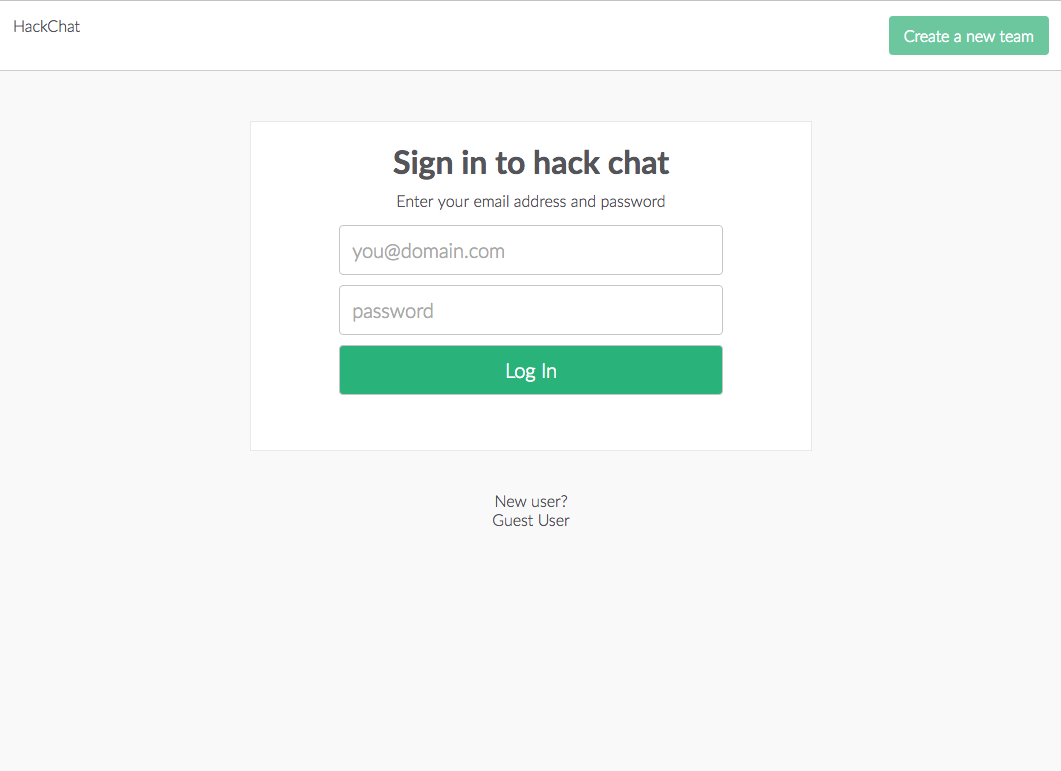 HackChat
Create a new team
Sign in to hack chat
Enter your email address and password
you@domain.com
password
Log In
New user?
Guest User